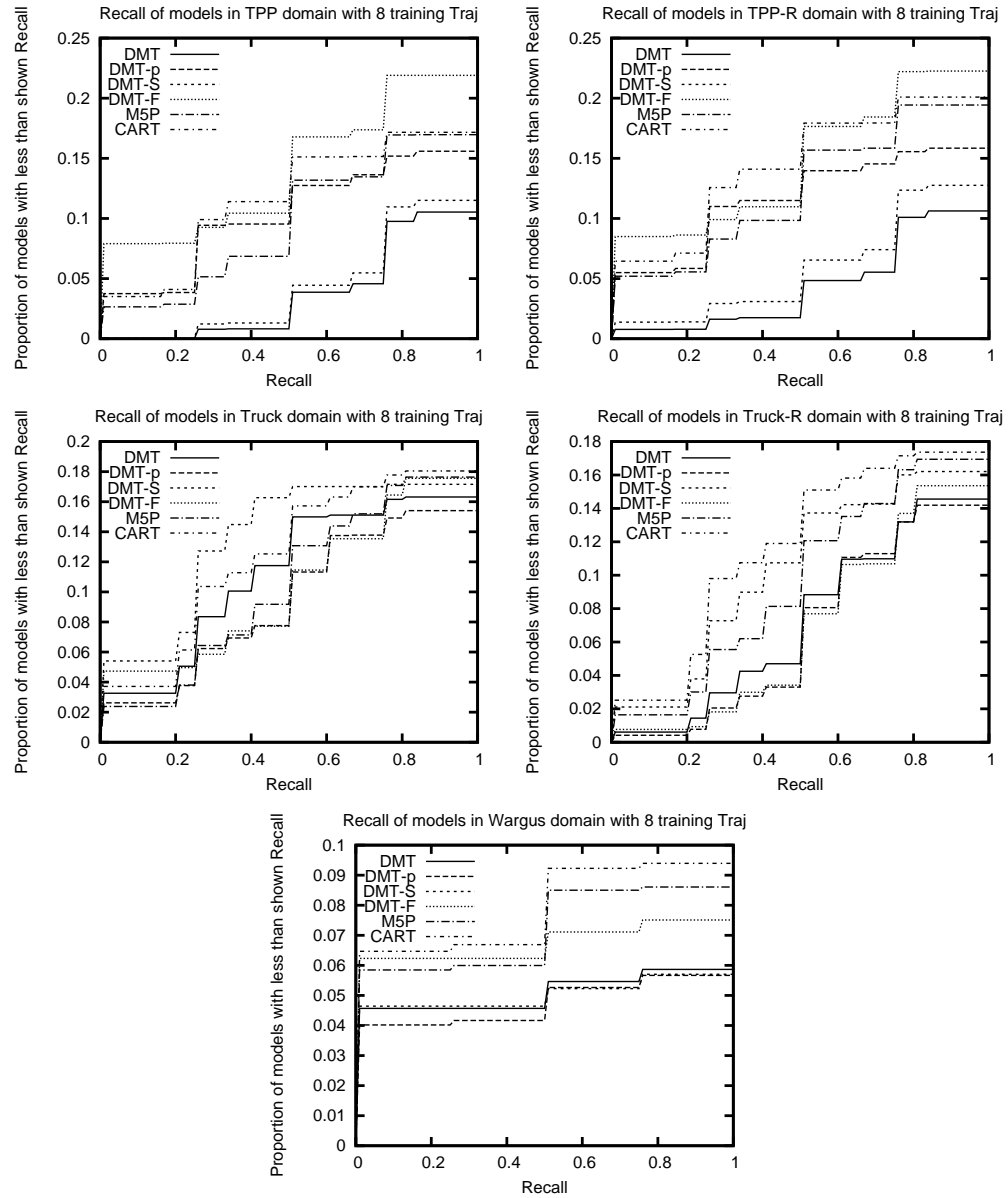 Recall of models in TPP domain with 8 training Traj
Proportion of models with less than shown Recall
0.25
0.2
0.15
0.1
0.05
0
DMT
DMT-p
DMT-S
DMT-F
M5P
CART
0 0.2 0.4 0.6 0.8 1
Recall
Recall of models in TPP-R domain with 8 training Traj
Proportion of models with less than shown Recall
0.25
0.2
0.15
0.1
0.05
0
DMT
DMT-p
DMT-S
DMT-F
M5P
CART
0 0.2 0.4 0.6 0.8 1
Recall
Recall of models in Truck domain with 8 training Traj
Proportion of models with less than shown Recall
0.2
0.18
0.16
0.14
0.12
0.1
0.08
0.06
0.04
0.02
0
DMT
DMT-p
DMT-S
DMT-F
M5P
CART
0 0.2 0.4 0.6 0.8 1
Recall
Recall of models in Truck-R domain with 8 training Traj
Proportion of models with less than shown Recall
0.18
0.16
0.14
0.12
0.1
0.08
0.06
0.04
0.02
0
DMT
DMT-p
DMT-S
DMT-F
M5P
CART
0 0.2 0.4 0.6 0.8 1
Recall
Recall of models in Wargus domain with 8 training Traj
Proportion of models with less than shown Recall
0.1
0.09
0.08
0.07
0.06
0.05
0.04
0.03
0.02
0.01
0
DMT
DMT-p
DMT-S
DMT-F
M5P
CART
0 0.2 0.4 0.6 0.8 1
Recall